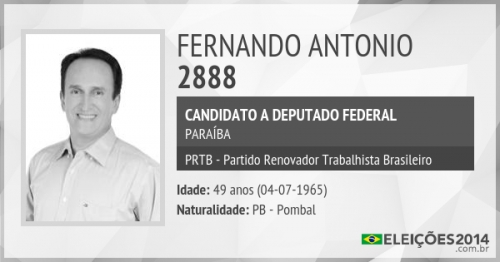 FERNANDO ANTONIO
2888
CANDIDATO A DEPUTADO FEDERAL
PARAÍBA
PRTB - Partido Renovador Trabalhista Brasileiro
Idade: 49 anos (04-07-1965)
Naturalidade: PB - Pombal
ELEIÇÕES2014
.com.br